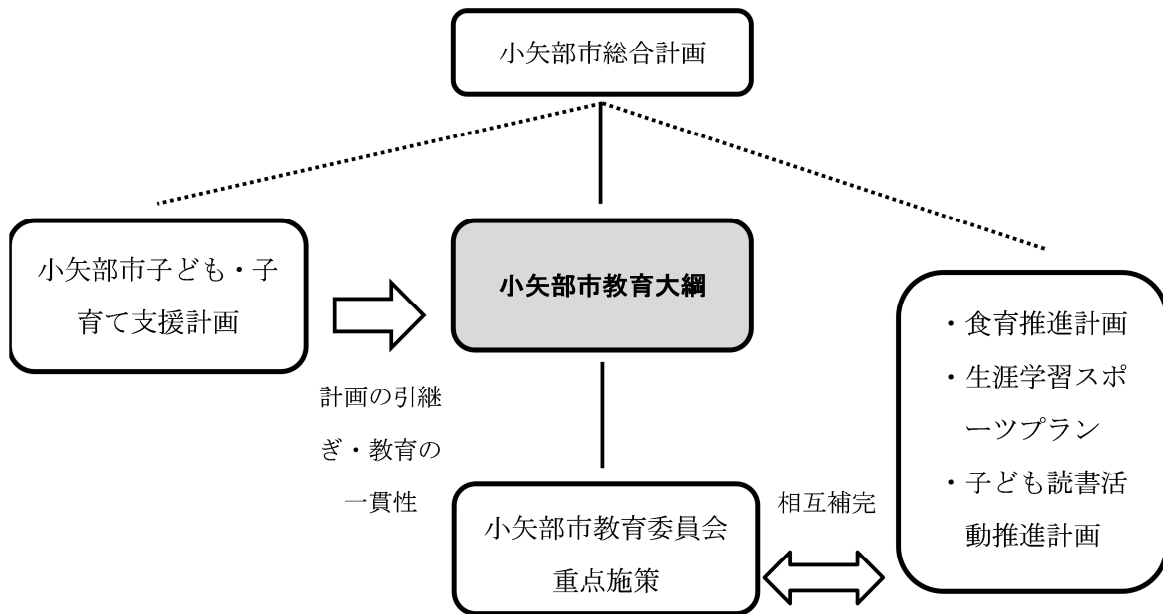 小矢部市総合計画
小矢部市子ども・子
育て支援計画
小矢部市教育大綱
計画の引継
ぎ・教育の
一貫性
・食育推進計画
・生涯学習スポ
ーツプラン
・子ども読書活
動推進計画
小矢部市教育委員会
重点施策
相互補完